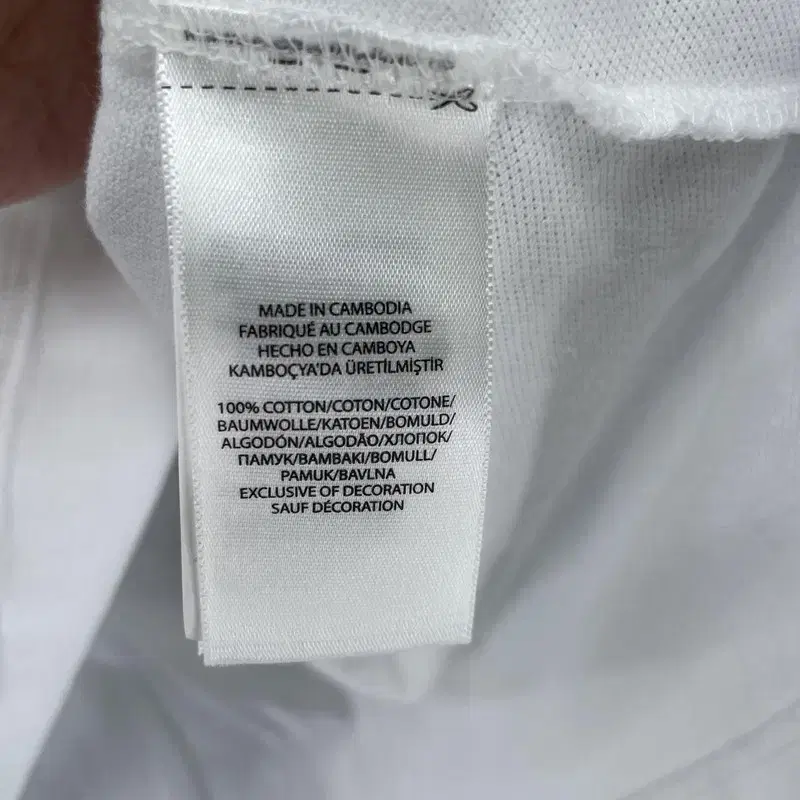 MADE IN CAMBODIA
FABRIQUÉ AU CAMBODGE
HECHO EN CAMBOYA
KAMBOÇYA'DA ÜRETİLMİŞTİR
100% COTTON/COTON/COTONE/
BAUMWOLLE/KATOEN/BOMULD/
ALGODÓN/ALGODÃO/ХЛОПОК/
ПАМУК/BAMBAKI/BOMULL/
PAMUK/BAVLNA
EXCLUSIVE OF DECORATION
SAUF DÉCORATION